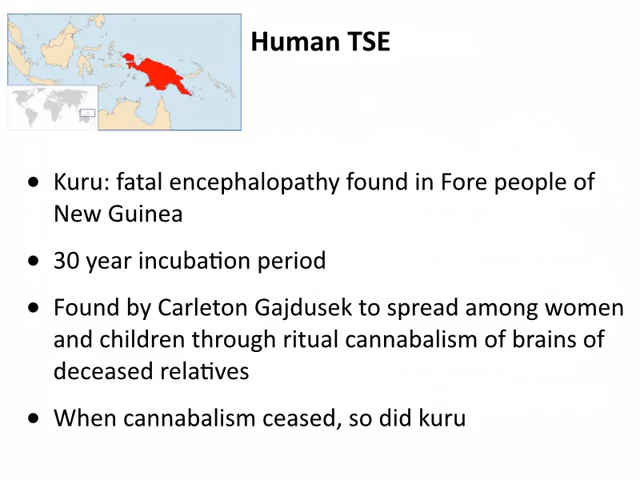 Human TSE
• Kuru: fatal encephalopathy found in Fore people of
New Guinea
• 30 year incubation period
• Found by Carleton Gajdusek to spread among women
and children through ritual cannabalism of brains of
deceased relatives
• When cannabalism ceased, so did kuru